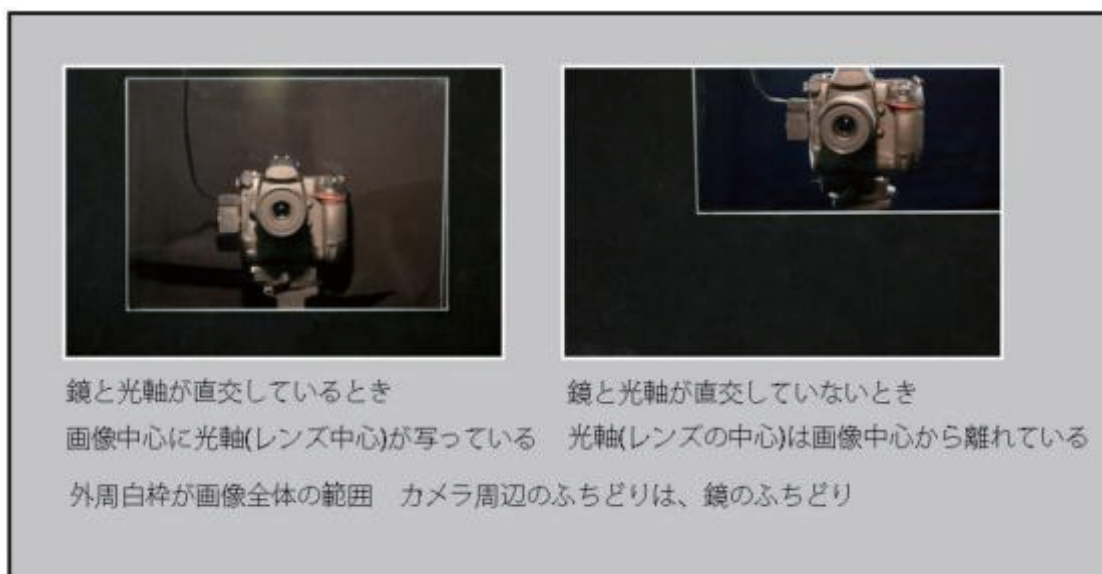 鏡と光軸が直交しているとき
画像中心に光軸(レンズ中心)が写っている
鏡と光軸が直交していないとき
光軸(レンズの中心)は画像中心から離れている
外周白枠が画像全体の範囲　カメラ周辺のふちどりは、鏡のふちどり